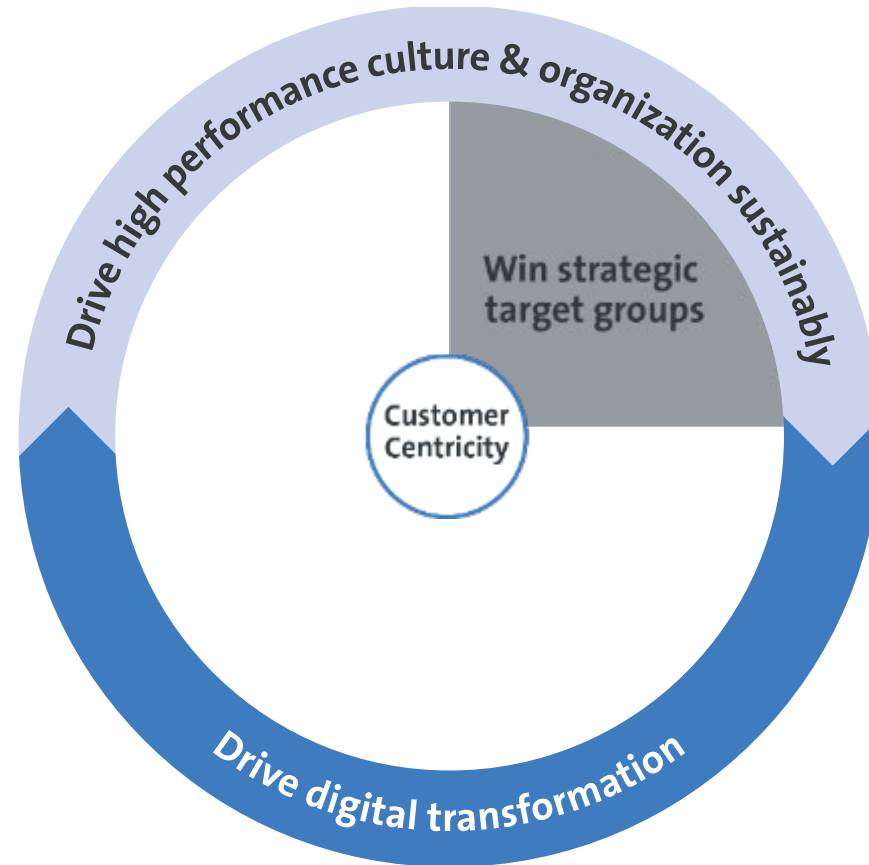 Drive high performance culture & organization sustainably
Win strategic
target groups
Customer
Centricity
Drive digital transformation